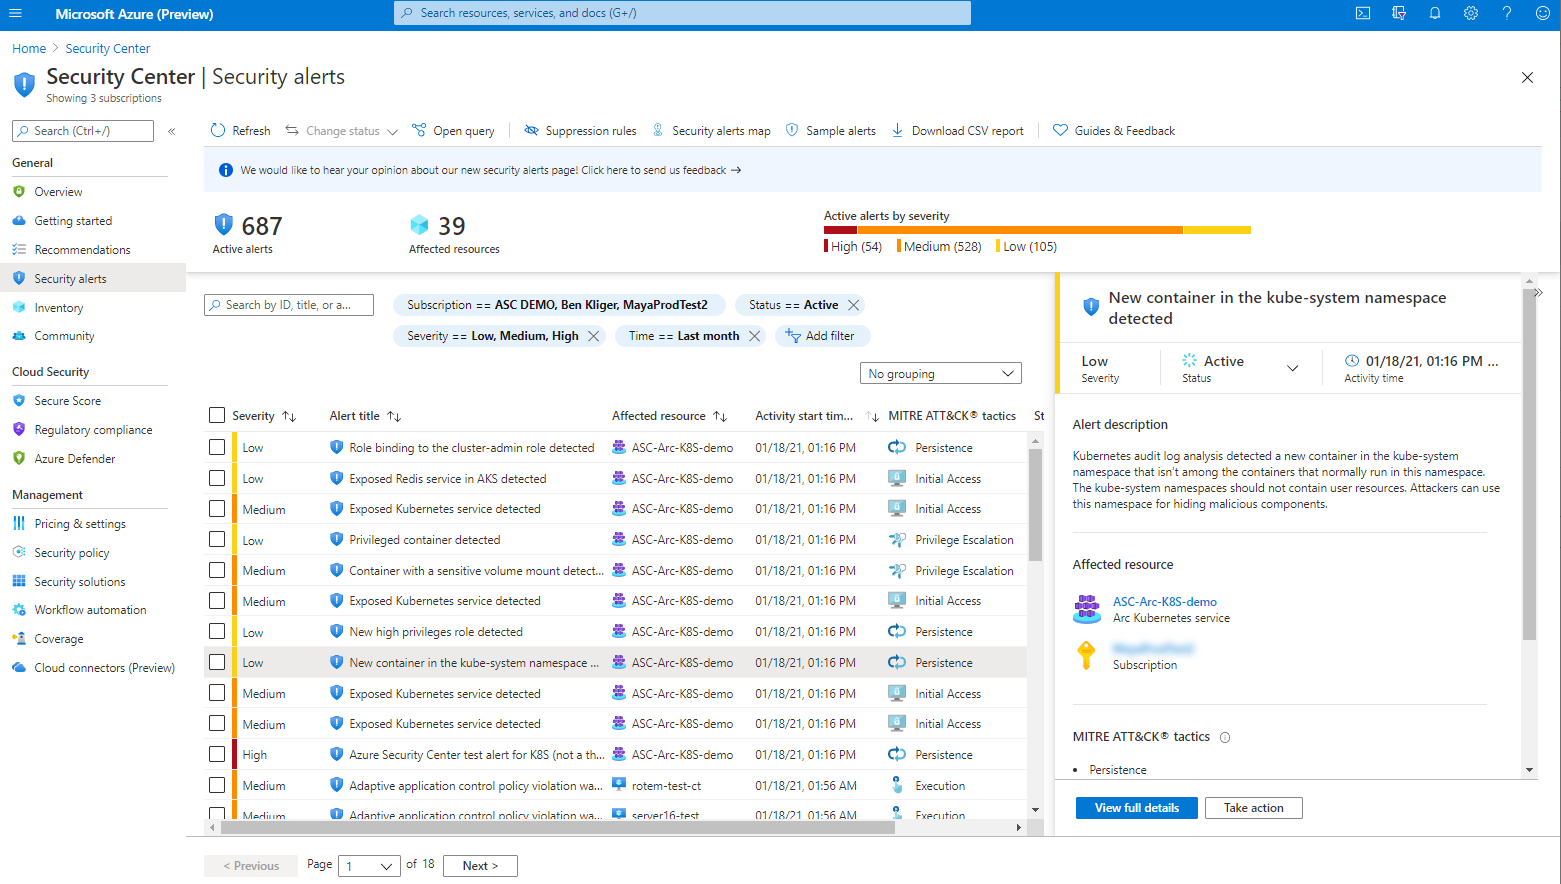 Microsoft Azure (Preview)
Search resources, services, and docs (G+/)
Home > Security Center
Security Center | Security alerts
Showing 3 subscriptions
Search (Ctrl+/)
«
General
Overview
Getting started
Recommendations
Security alerts
Inventory
Community
Cloud Security
Secure Score
Regulatory compliance
Azure Defender
Management
Pricing & settings
Security policy
Security solutions
Workflow automation
Coverage
Cloud connectors (Preview)
Refresh Change status Open query Suppression rules Security alerts map Sample alerts Download CSV report Guides & Feedback
We would like to hear your opinion about our new security alerts page! Click here to send us feedback →
687
Active alerts
39
Affected resources
Active alerts by severity
High (54) Medium (528) Low (105)
Search by ID, title, or a...
Subscription == ASC DEMO, Ben Kliger, MayaProdTest2
Status == Active
Severity == Low, Medium, High
Time == Last month
Add filter
No grouping
Severity Alert title Affected resource Activity start tim... MITRE ATT&CK® tactics St
Low Role binding to the cluster-admin role detected ASC-Arc-K8S-demo 01/18/21, 01:16 PM Persistence
Low Exposed Redis service in AKS detected ASC-Arc-K8S-demo 01/18/21, 01:16 PM Initial Access
Medium Exposed Kubernetes service detected ASC-Arc-K8S-demo 01/18/21, 01:16 PM Initial Access
Low Privileged container detected ASC-Arc-K8S-demo 01/18/21, 01:16 PM Privilege Escalation
Medium Container with a sensitive volume mount detect... ASC-Arc-K8S-demo 01/18/21, 01:16 PM Privilege Escalation
Medium Exposed Kubernetes service detected ASC-Arc-K8S-demo 01/18/21, 01:16 PM Initial Access
Low New high privileges role detected ASC-Arc-K8S-demo 01/18/21, 01:16 PM Persistence
Low New container in the kube-system namespace ... ASC-Arc-K8S-demo 01/18/21, 01:16 PM Persistence
Medium Exposed Kubernetes service detected ASC-Arc-K8S-demo 01/18/21, 01:16 PM Initial Access
Medium Exposed Kubernetes service detected ASC-Arc-K8S-demo 01/18/21, 01:16 PM Initial Access
High Azure Security Center test alert for K8S (not a th... ASC-Arc-K8S-demo 01/18/21, 01:16 PM Persistence
Medium Adaptive application control policy violation wa... rotem-test-ct 01/18/21, 01:56 AM Execution
Medium Adaptive application control policy violation wa... server16-test 01/18/21, 01:56 AM Execution
< Previous Page 1 of 18 Next >
New container in the kube-system namespace
detected
Low
Severity
Active
Status
01/18/21, 01:16 PM ...
Activity time
Alert description
Kubernetes audit log analysis detected a new container in the kube-system
namespace that isn't among the containers that normally run in this namespace.
The kube-system namespaces should not contain user resources. Attackers can use
this namespace for hiding malicious components.
Affected resource
ASC-Arc-K8S-demo
Arc Kubernetes service
Subscription
MITRE ATT&CK® tactics
• Persistence
View full details
Take action